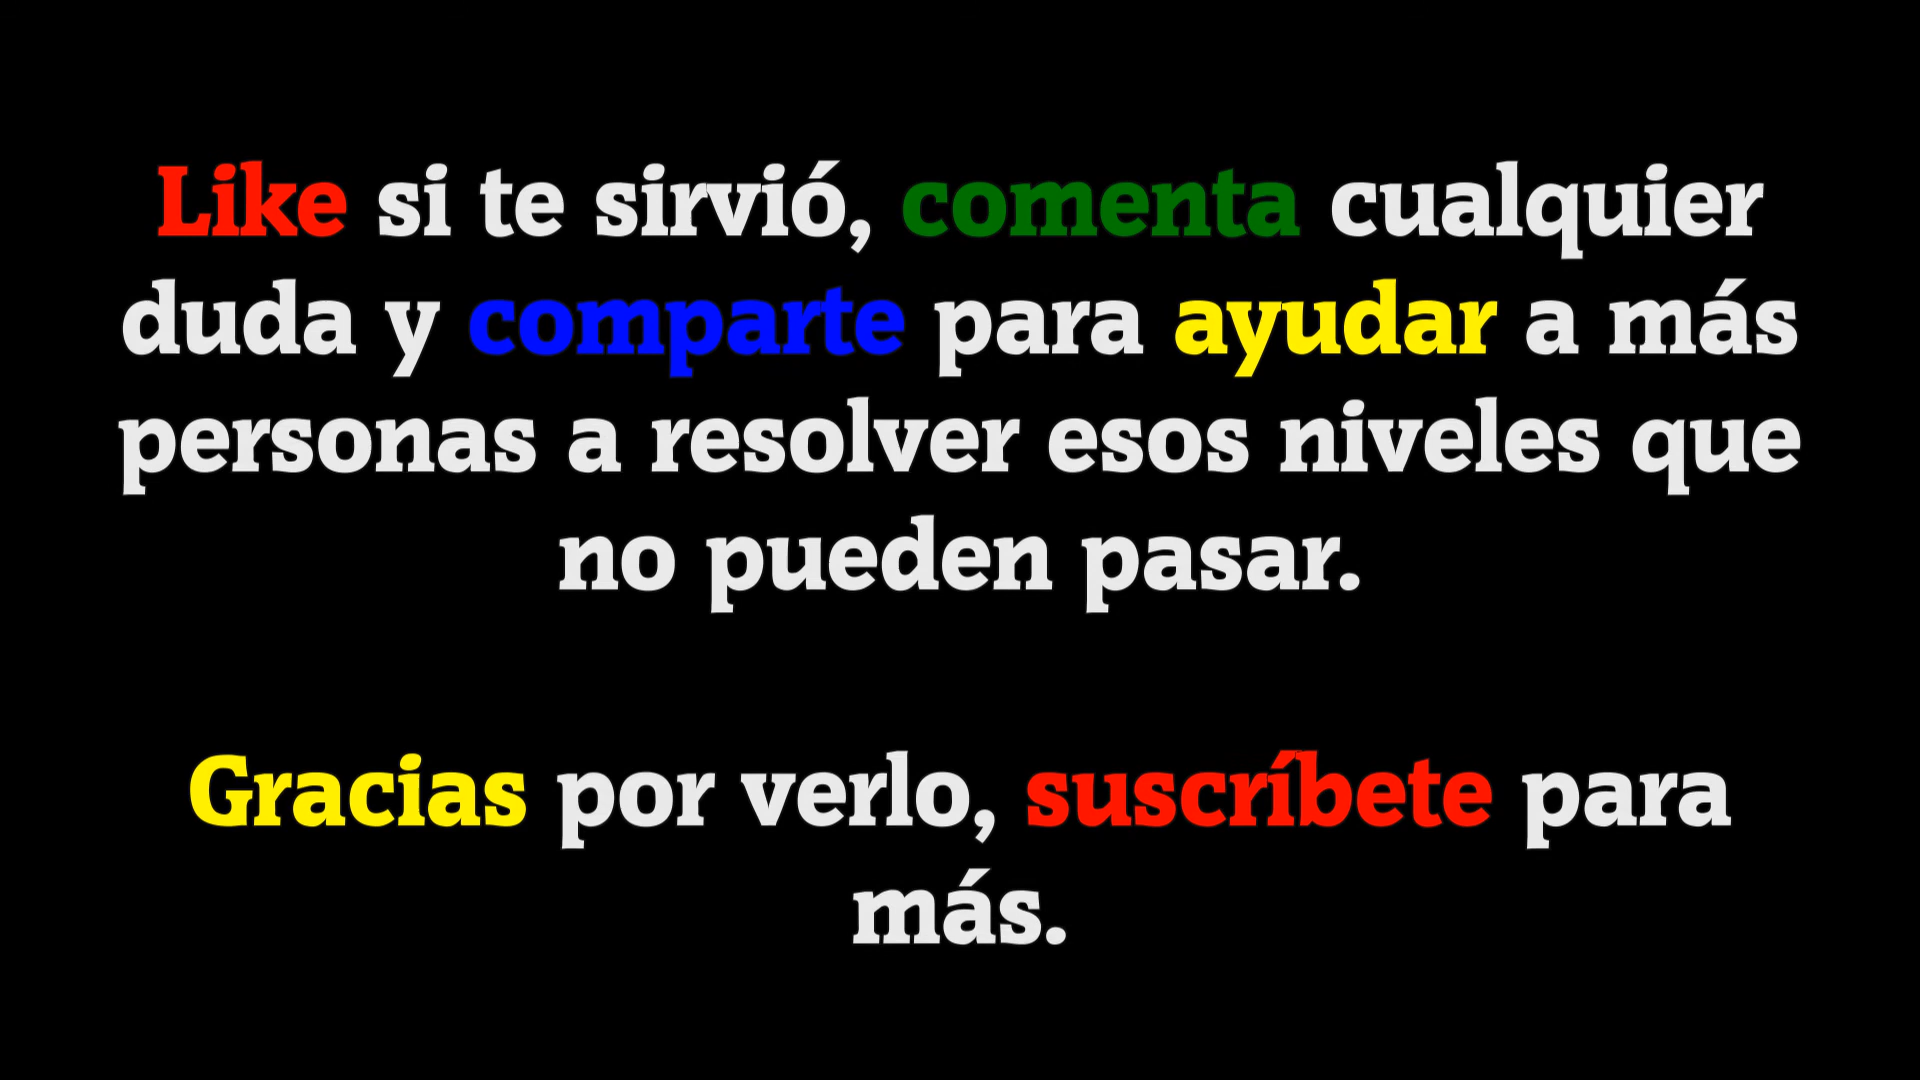 Like si te sirvió, comenta cualquier
duda y comparte para ayudar a más
personas a resolver esos niveles que
no pueden pasar.
Gracias por verlo, suscríbete para
más.